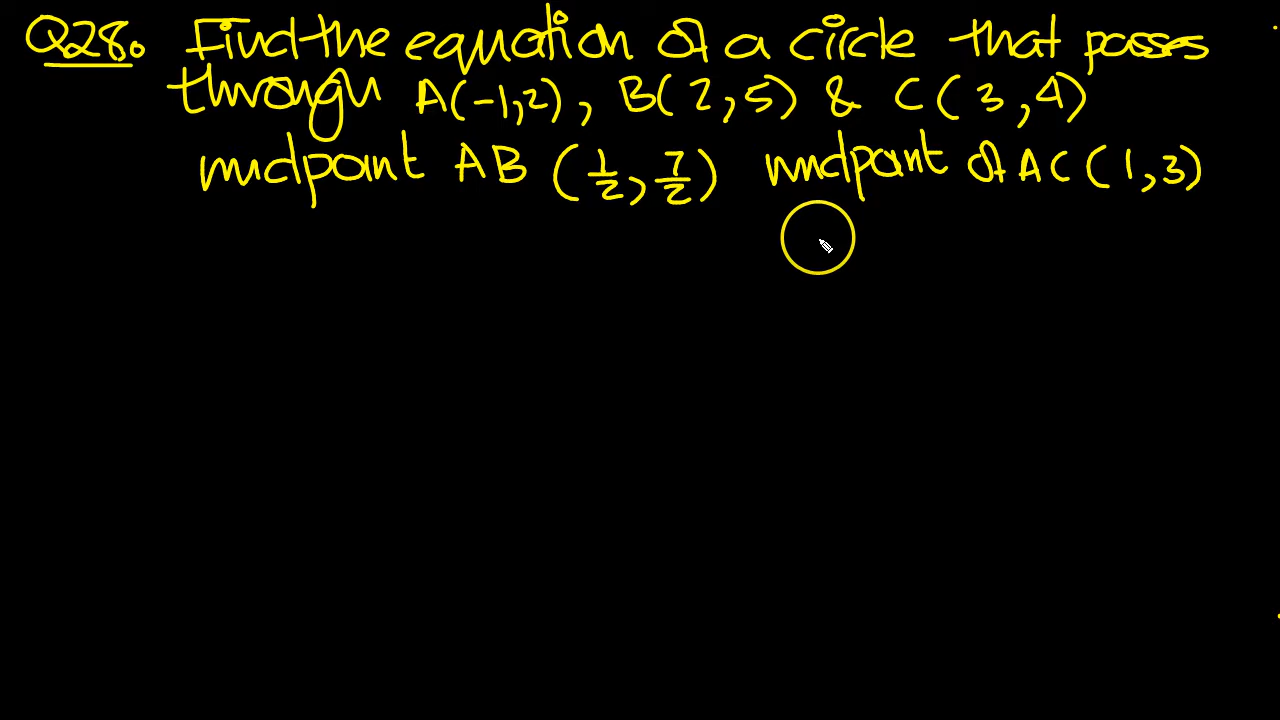 Q28. Find the equation of a circle that passes
through A(-1,2), B(2,5) & C(3,4)
midpoint AB (1/2, 7/2) midpoint of AC (1,3)